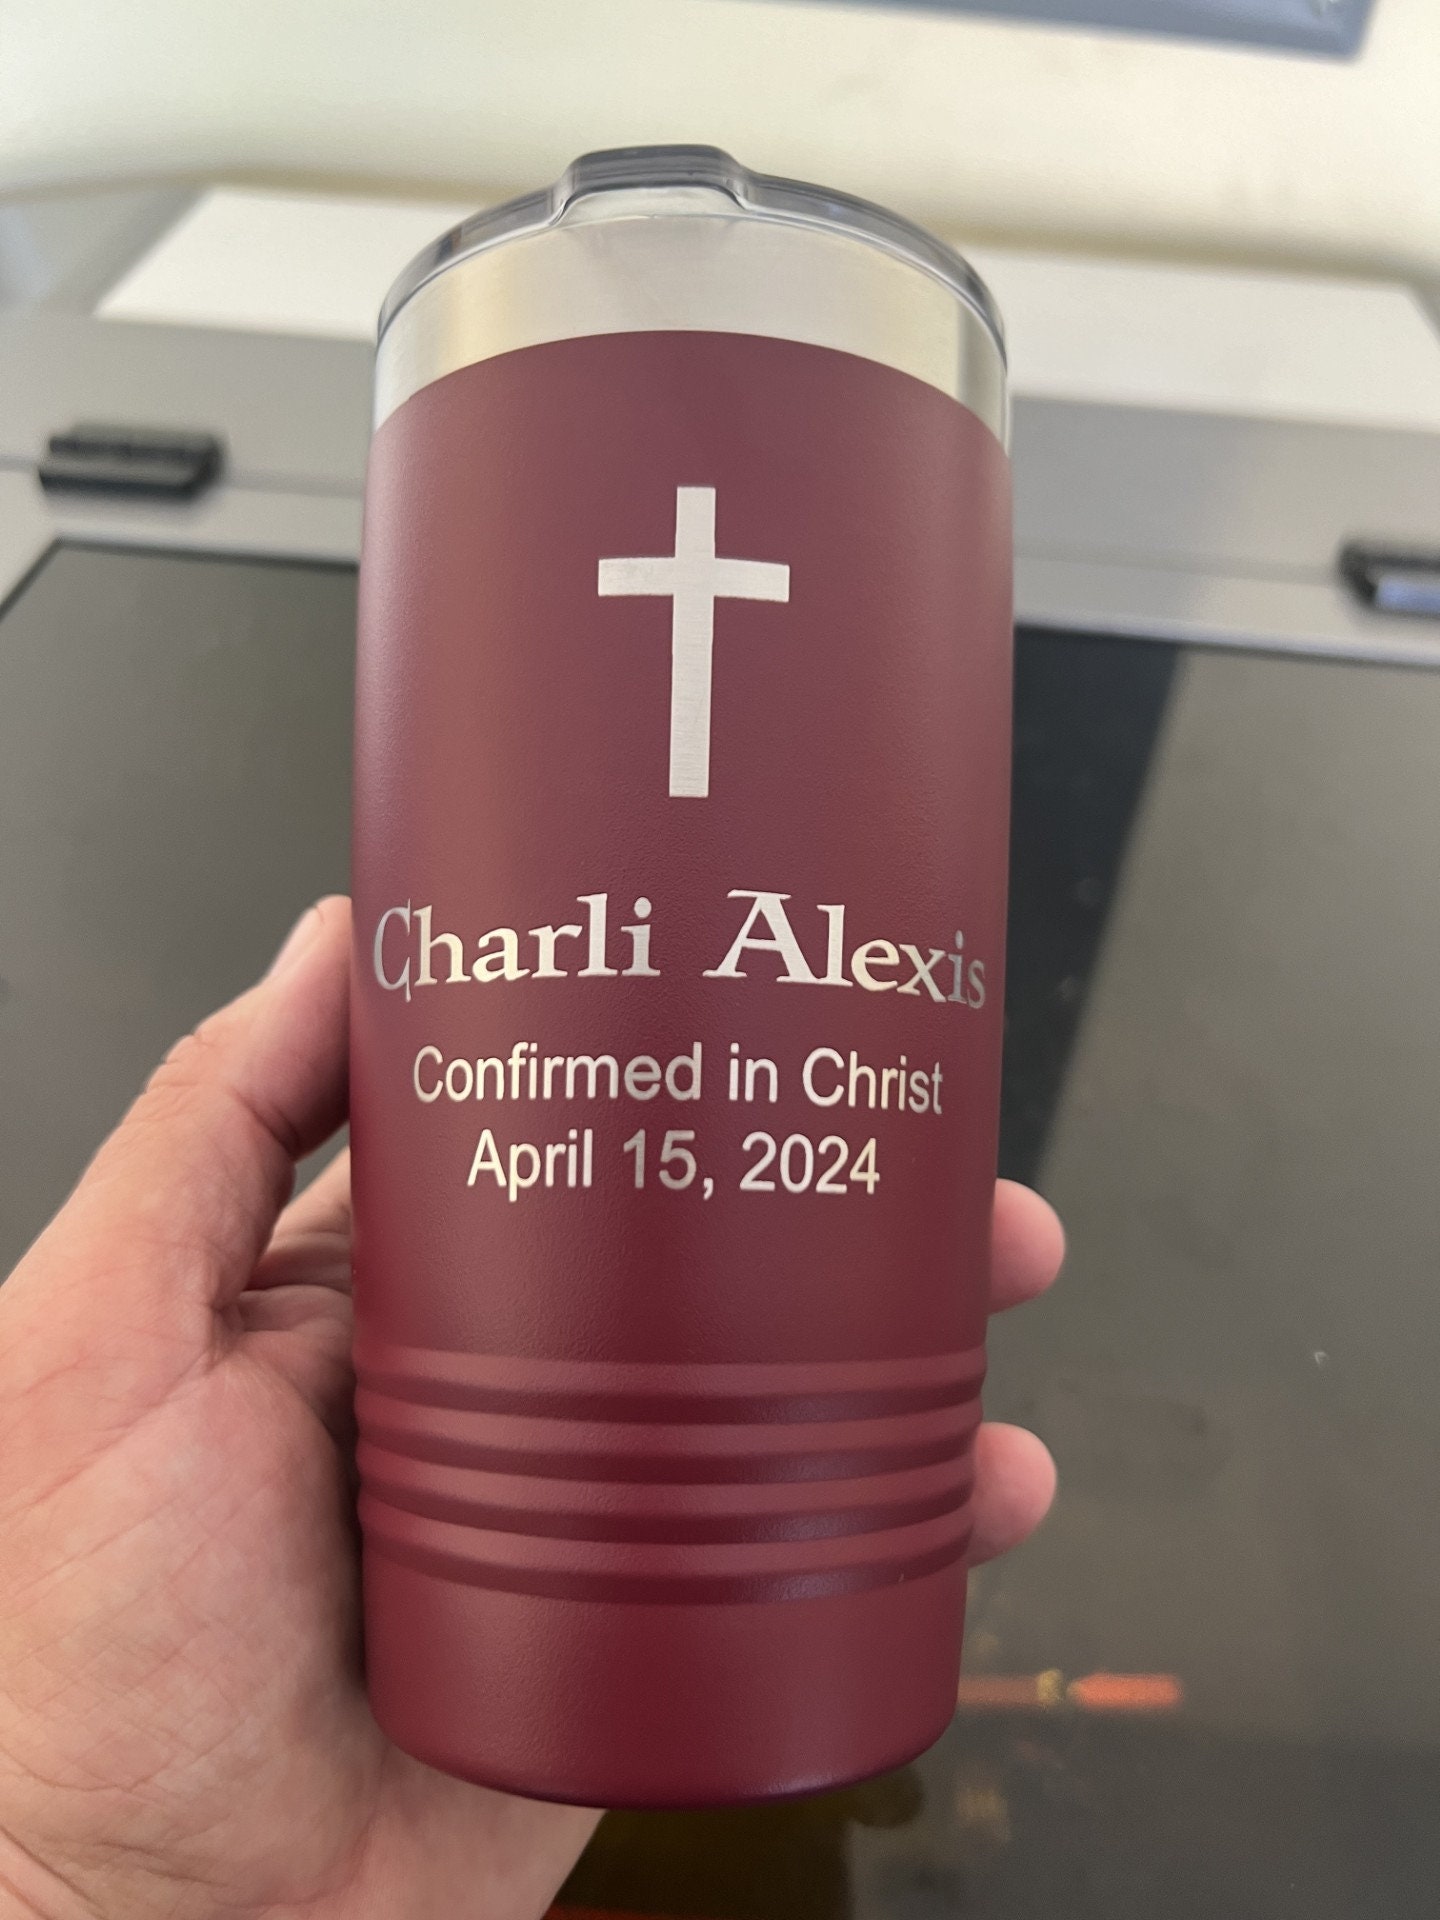 Charli Alexis
Confirmed in Christ
April 15, 2024